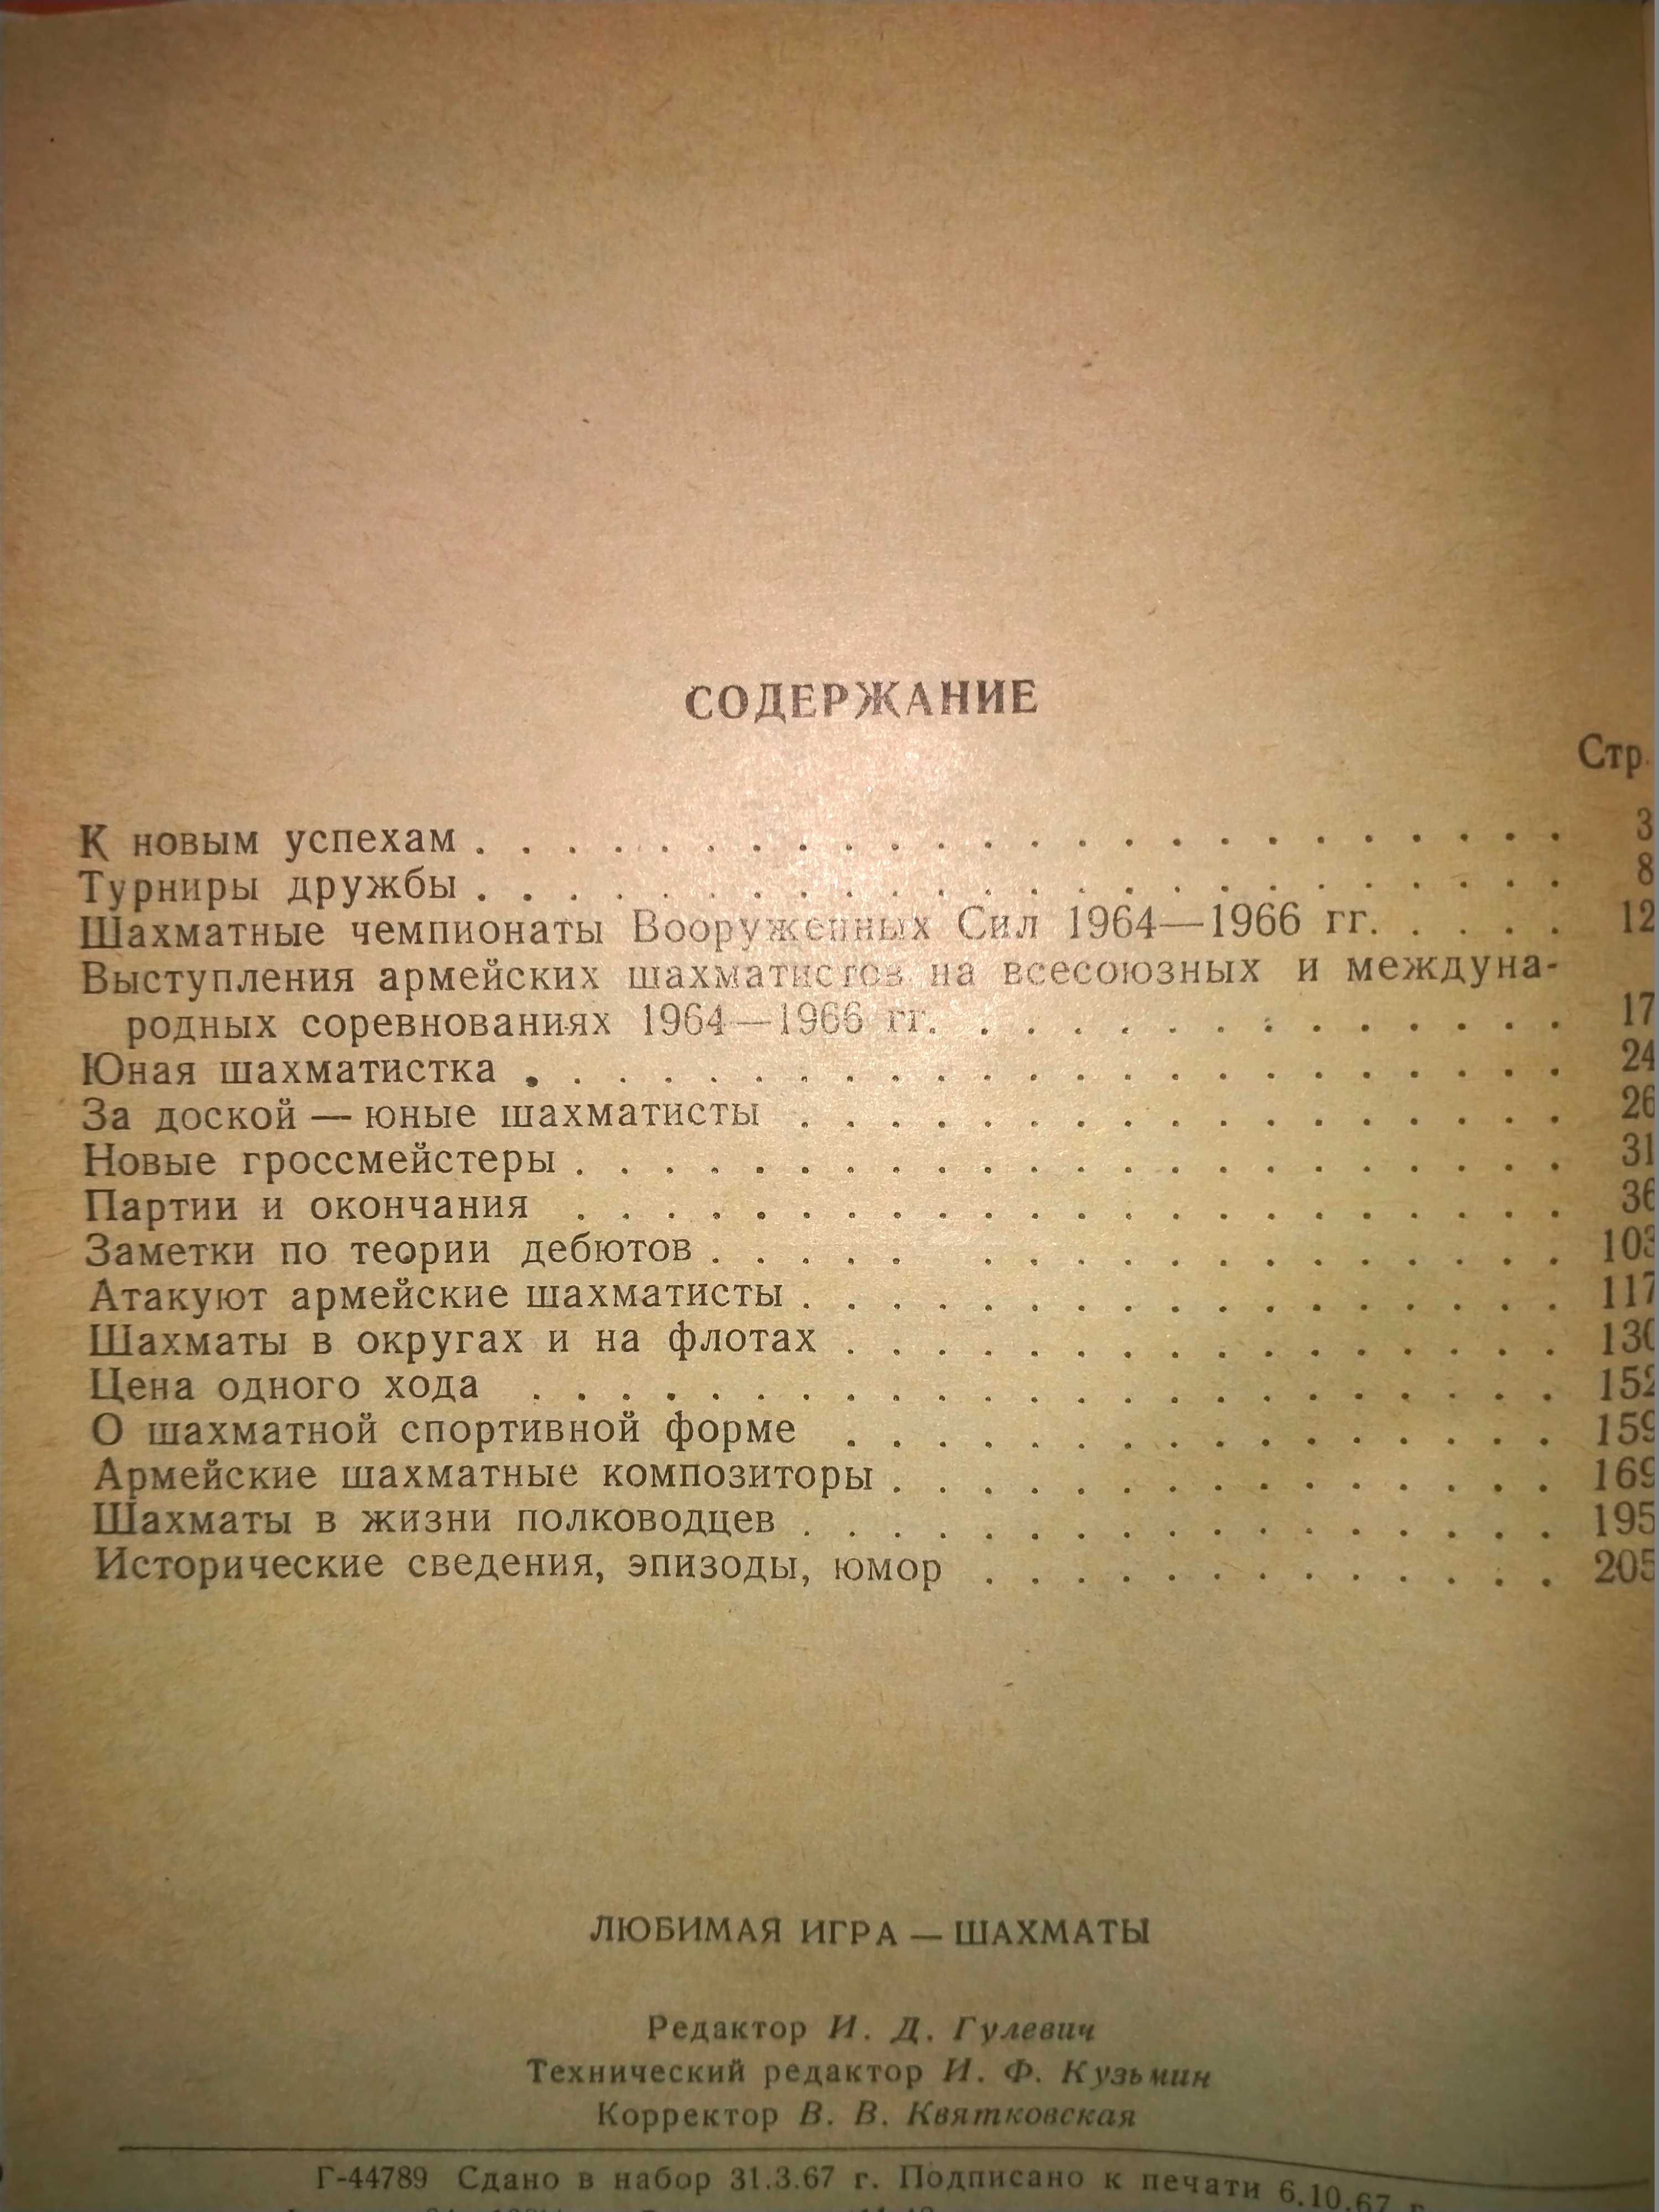 СОДЕРЖАНИЕ
Стр.
К новым успехам . . . . . . . . . . . . . . . . . . . . . . . . 3
Турниры дружбы . . . . . . . . . . . . . . . . . . . . . . . . 8
Шахматные чемпионаты Вооруженных Сил 1964—1966 гг. . . . . 12
Выступления армейских шахматистов на всесоюзных и междуна-
родных соревнованиях 1964—1966 гг. . . . . . . . . . . . . . . 17
Юная шахматистка . . . . . . . . . . . . . . . . . . . . . . . 24
За доской — юные шахматисты . . . . . . . . . . . . . . . . . 26
Новые гроссмейстеры . . . . . . . . . . . . . . . . . . . . . . 31
Партии и окончания . . . . . . . . . . . . . . . . . . . . . . 36
Заметки по теории дебютов . . . . . . . . . . . . . . . . . . 103
Атакуют армейские шахматисты . . . . . . . . . . . . . . . . . 117
Шахматы в округах и на флотах . . . . . . . . . . . . . . . . 130
Цена одного хода . . . . . . . . . . . . . . . . . . . . . . . 152
О шахматной спортивной форме . . . . . . . . . . . . . . . . 159
Армейские шахматные композиторы . . . . . . . . . . . . . . . 169
Шахматы в жизни полководцев . . . . . . . . . . . . . . . . . 195
Исторические сведения, эпизоды, юмор . . . . . . . . . . . . . 205
ЛЮБИМАЯ ИГРА — ШАХМАТЫ
Редактор И. Д. Гулевич
Технический редактор И. Ф. Кузьмин
Корректор В. В. Квятковская
Г-44789 Сдано в набор 31.3.67 г. Подписано к печати 6.10.67 г.